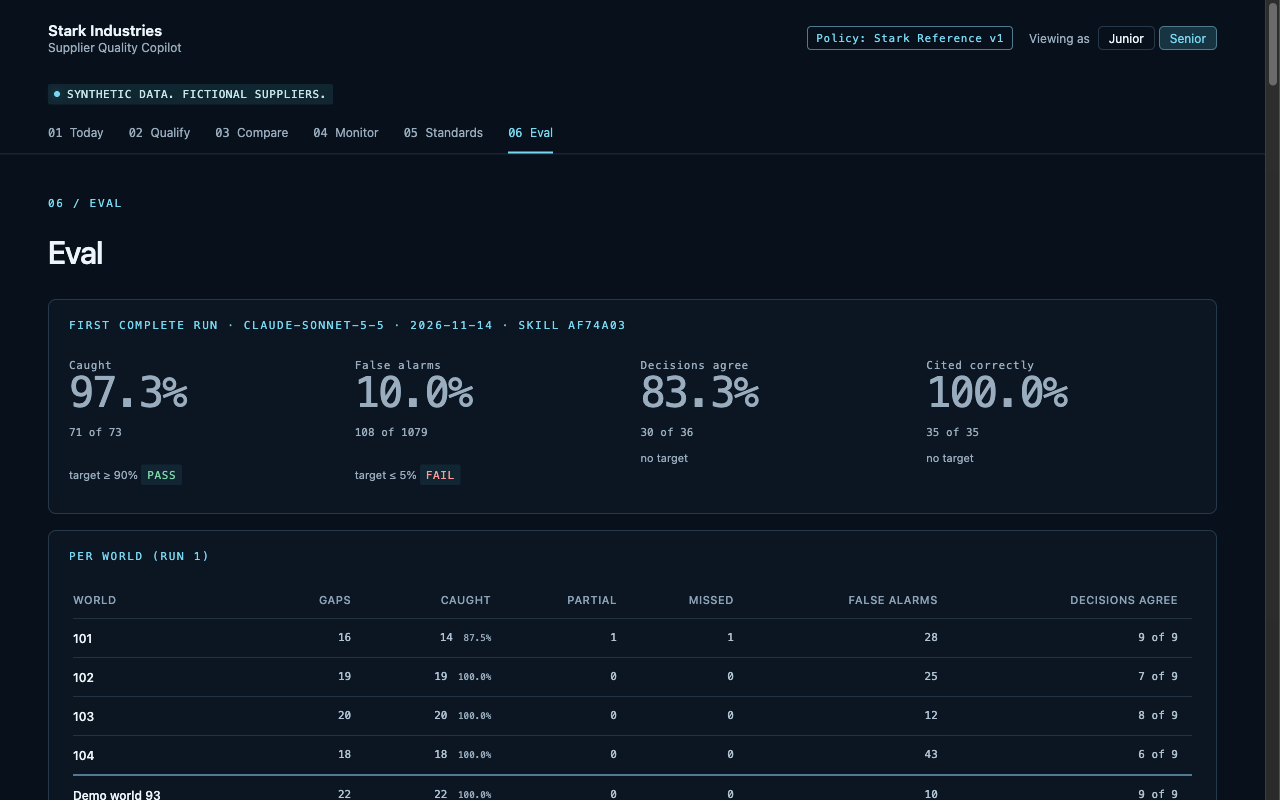 Stark Industries
Supplier Quality Copilot
Policy: Stark Reference v1
Viewing as Junior Senior
SYNTHETIC DATA. FICTIONAL SUPPLIERS.
01 Today 02 Qualify 03 Compare 04 Monitor 05 Standards 06 Eval
06 / EVAL
Eval
FIRST COMPLETE RUN · CLAUDE-SONNET-5-5 · 2026-11-14 · SKILL AF74A03
Caught False alarms Decisions agree Cited correctly
97.3% 10.0% 83.3% 100.0%
71 of 73 108 of 1079 30 of 36 35 of 35
no target no target
target ≥ 90% PASS target ≤ 5% FAIL
PER WORLD (RUN 1)
WORLD GAPS CAUGHT PARTIAL MISSED FALSE ALARMS DECISIONS AGREE
101 16 14 87.5% 1 1 28 9 of 9
102 19 19 100.0% 0 0 25 7 of 9
103 20 20 100.0% 0 0 12 8 of 9
104 18 18 100.0% 0 0 43 6 of 9
Demo world 93 22 22 100.0% 0 0 10 9 of 9